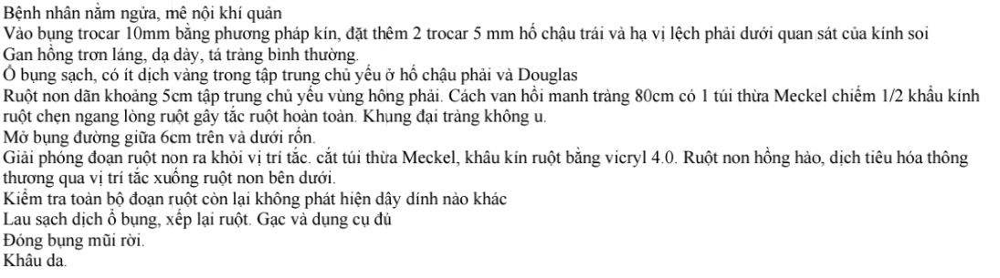 Bệnh nhân nằm ngửa, mê nội khí quản
Vào bụng trocar 10mm bằng phương pháp kín, đặt thêm 2 trocar 5 mm hố chậu trái và hạ vị lệch phải dưới quan sát của kính soi
Gan hồng trơn láng, dạ dày, tá tràng bình thường.
Ổ bụng sạch, có ít dịch vàng trong tập trung chủ yếu ở hố chậu phải và Douglas
Ruột non dãn khoảng 5cm tập trung chủ yếu vùng hông phải. Cách van hồi manh tràng 80cm có 1 túi thừa Meckel chiếm 1/2 khẩu kính
ruột chẹn ngang lòng ruột gây tắc ruột hoàn toàn. Khung đại tràng không u.
Mở bụng đường giữa 6cm trên và dưới rốn.
Giải phóng đoạn ruột non ra khỏi vị trí tắc. cắt túi thừa Meckel, khâu kín ruột bằng vicryl 4.0. Ruột non hồng hào, dịch tiêu hóa thông
thương qua vị trí tắc xuống ruột non bên dưới.
Kiểm tra toàn bộ đoạn ruột còn lại không phát hiện dây dính nào khác
Lau sạch dịch ổ bụng, xếp lại ruột. Gạc và dụng cụ đủ
Đóng bụng mũi rời.
Khâu da.